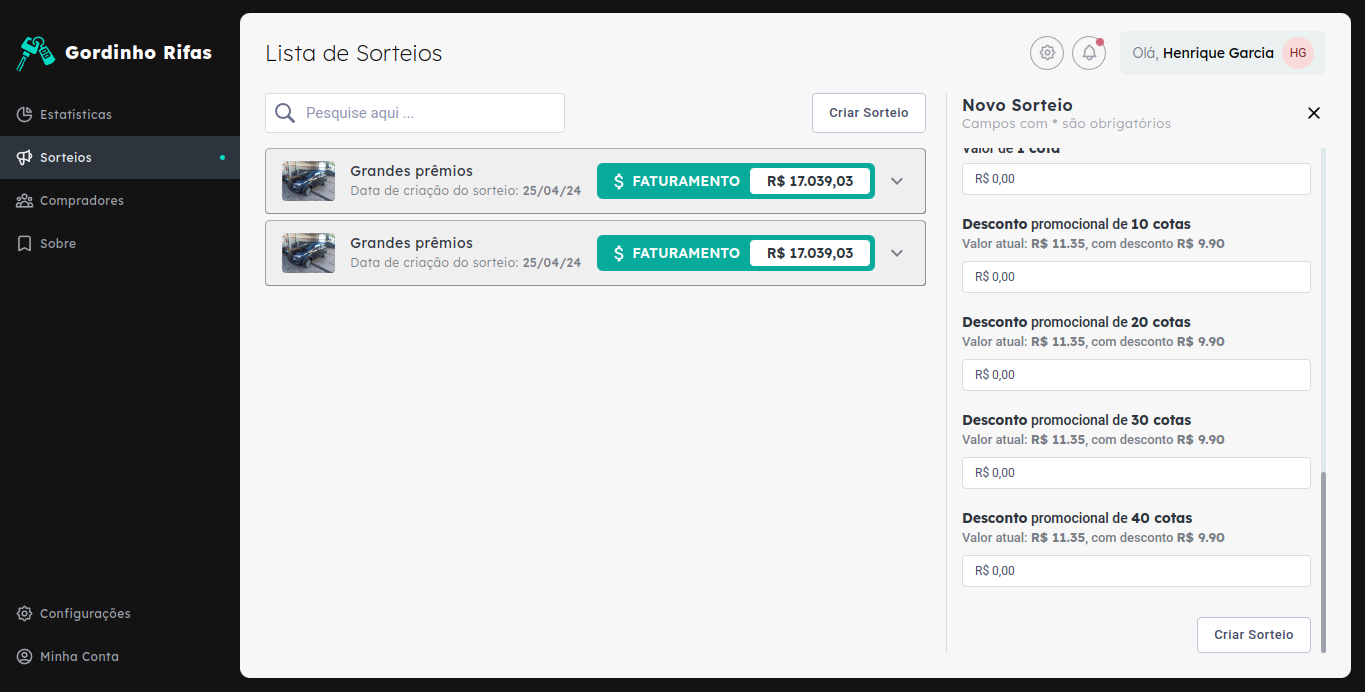 Gordinho Rifas
Estatísticas
Sorteios
Compradores
Sobre
Configurações
Minha Conta
Lista de Sorteios
Olá, Henrique Garcia
HG
Pesquise aqui ...
Criar Sorteio
Grandes prêmios
Data de criação do sorteio: 25/04/24
$ FATURAMENTO
R$ 17.039,03
Grandes prêmios
Data de criação do sorteio: 25/04/24
$ FATURAMENTO
R$ 17.039,03
Novo Sorteio
Campos com * são obrigatórios
Valor de 1 cota
R$ 0,00
Desconto promocional de 10 cotas
Valor atual: R$ 11.35, com desconto R$ 9.90
R$ 0,00
Desconto promocional de 20 cotas
Valor atual: R$ 11.35, com desconto R$ 9.90
R$ 0,00
Desconto promocional de 30 cotas
Valor atual: R$ 11.35, com desconto R$ 9.90
R$ 0,00
Desconto promocional de 40 cotas
Valor atual: R$ 11.35, com desconto R$ 9.90
R$ 0,00
Criar Sorteio